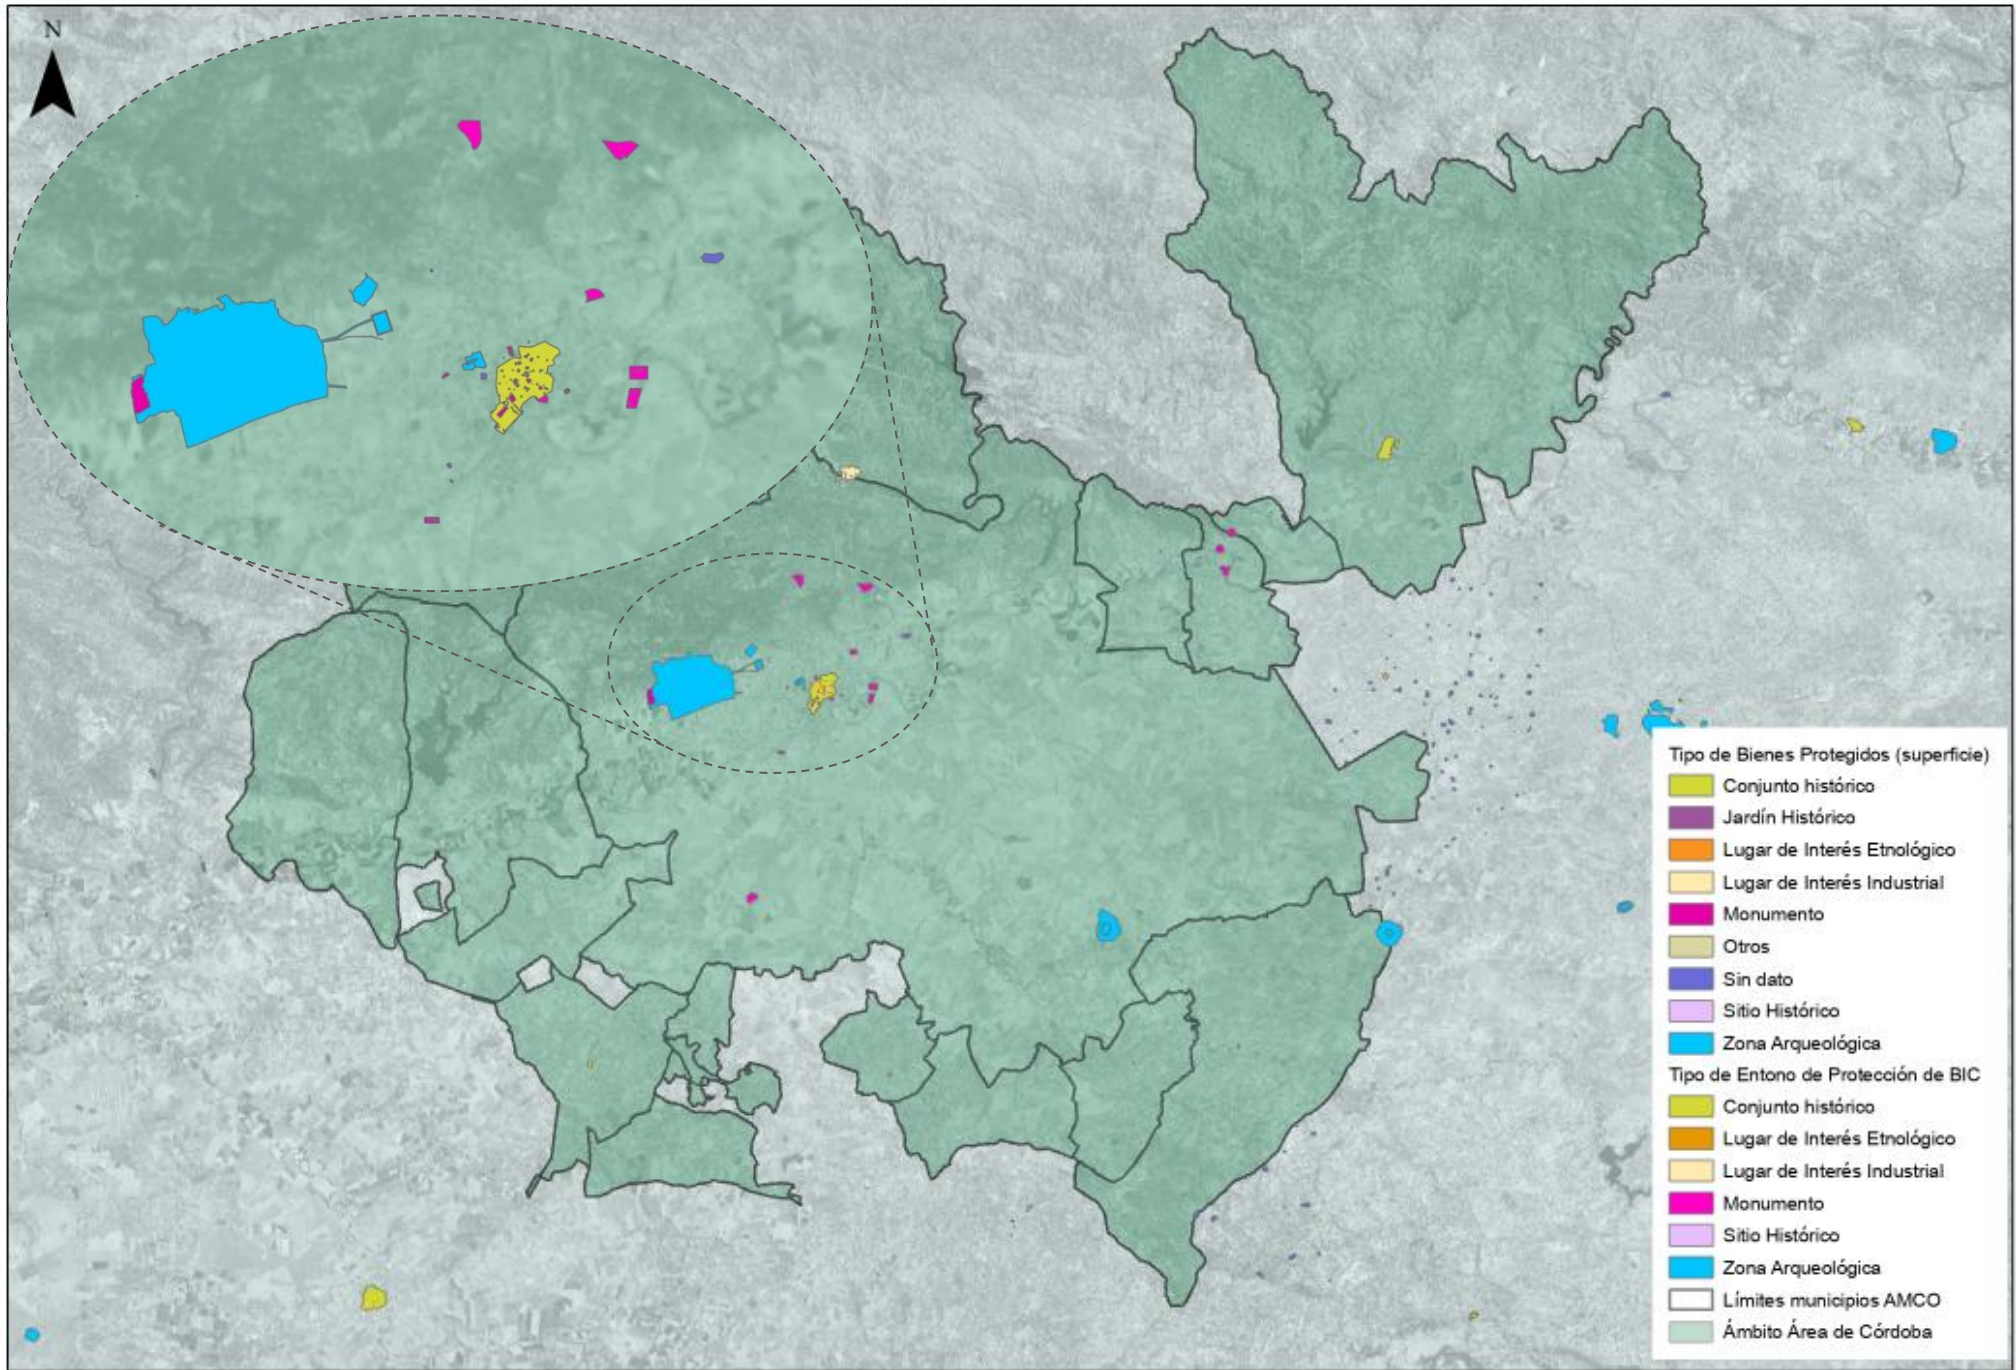 N
Tipo de Bienes Protegidos (superficie)
Conjunto histórico
Jardín Histórico
Lugar de Interés Etnológico
Lugar de Interés Industrial
Monumento
Otros
Sin dato
Sitio Histórico
Zona Arqueológica
Tipo de Entono de Protección de BIC
Conjunto histórico
Lugar de Interés Etnológico
Lugar de Interés Industrial
Monumento
Sitio Histórico
Zona Arqueológica
Límites municipios AMCO
Ámbito Área de Córdoba